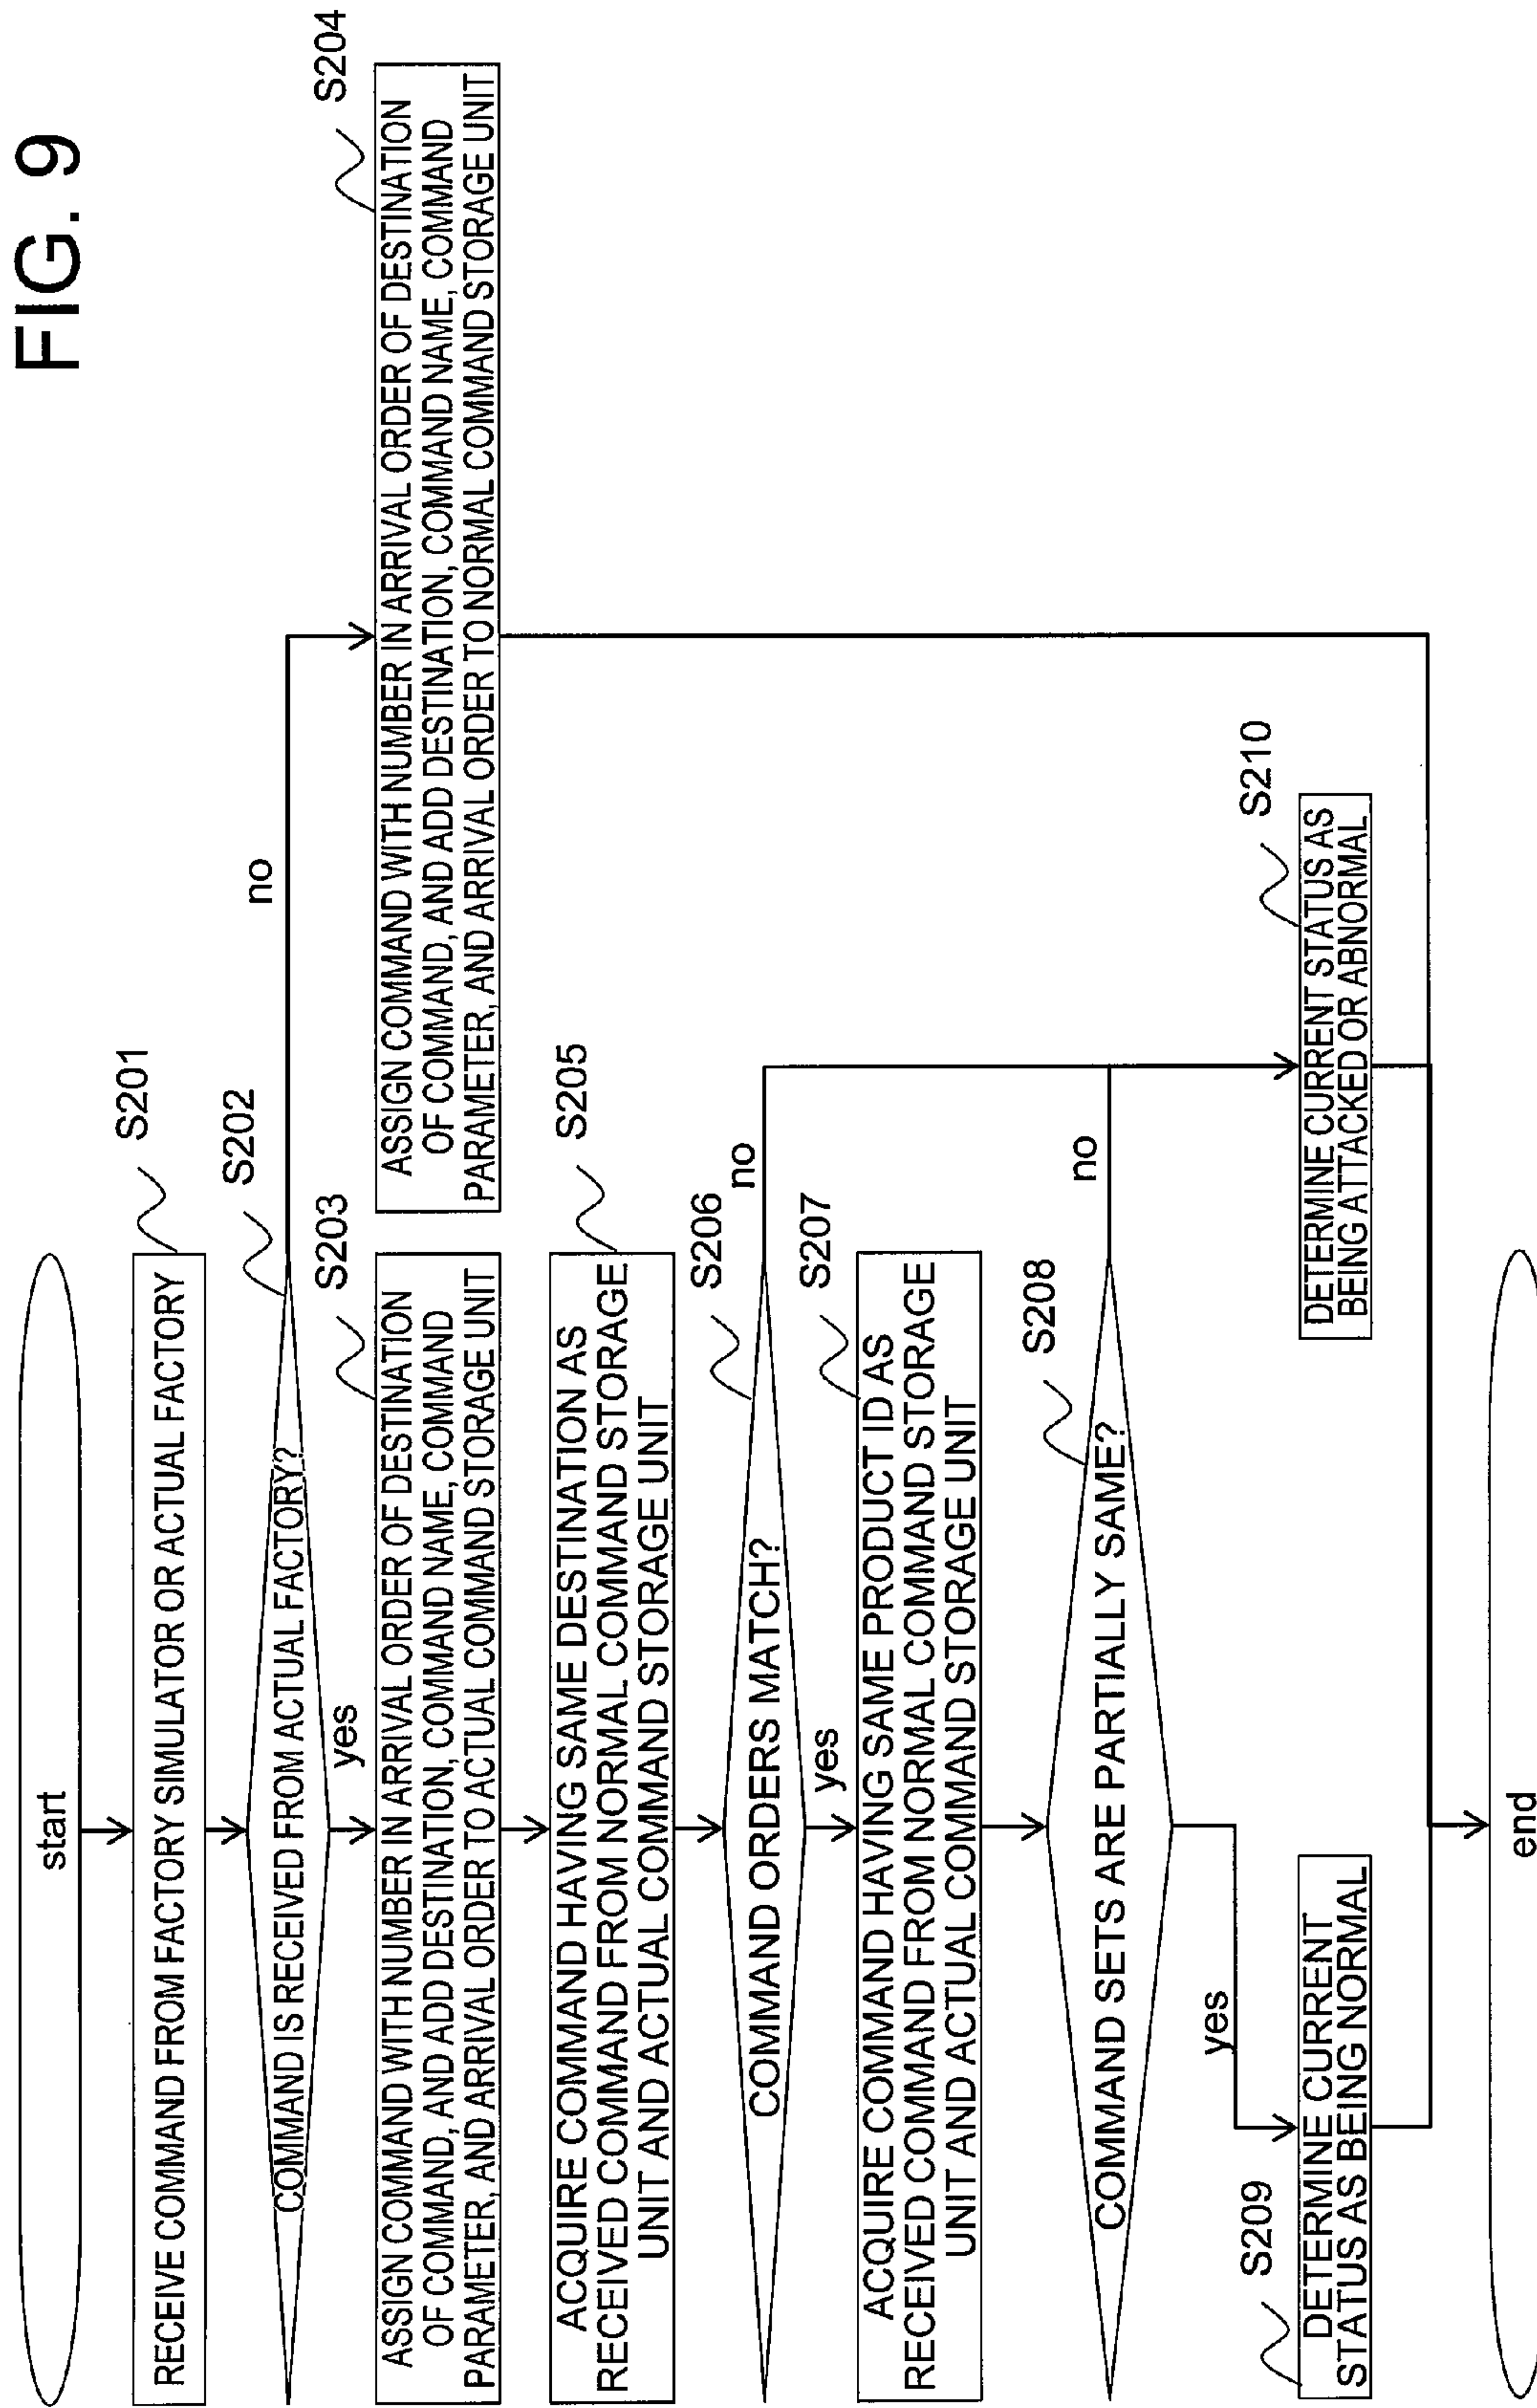 FIG. 9
start
S201
RECEIVE COMMAND FROM FACTORY SIMULATOR OR ACTUAL FACTORY
S202
COMMAND IS RECEIVED FROM ACTUAL FACTORY?
no
yes
S203
ASSIGN COMMAND WITH NUMBER IN ARRIVAL ORDER OF DESTINATION
OF COMMAND, AND ADD DESTINATION, COMMAND NAME, COMMAND
PARAMETER, AND ARRIVAL ORDER TO ACTUAL COMMAND STORAGE UNIT
S204
ASSIGN COMMAND WITH NUMBER IN ARRIVAL ORDER OF DESTINATION
OF COMMAND, AND ADD DESTINATION, COMMAND NAME, COMMAND
PARAMETER, AND ARRIVAL ORDER TO NORMAL COMMAND STORAGE UNIT
S205
ACQUIRE COMMAND HAVING SAME DESTINATION AS
RECEIVED COMMAND FROM NORMAL COMMAND STORAGE
UNIT AND ACTUAL COMMAND STORAGE UNIT
S206
COMMAND ORDERS MATCH?
no
yes
S207
ACQUIRE COMMAND HAVING SAME PRODUCT ID AS
RECEIVED COMMAND FROM NORMAL COMMAND STORAGE
UNIT AND ACTUAL COMMAND STORAGE UNIT
S208
COMMAND SETS ARE PARTIALLY SAME?
no
yes
S209
DETERMINE CURRENT
STATUS AS BEING NORMAL
S210
DETERMINE CURRENT STATUS AS
BEING ATTACKED OR ABNORMAL
end